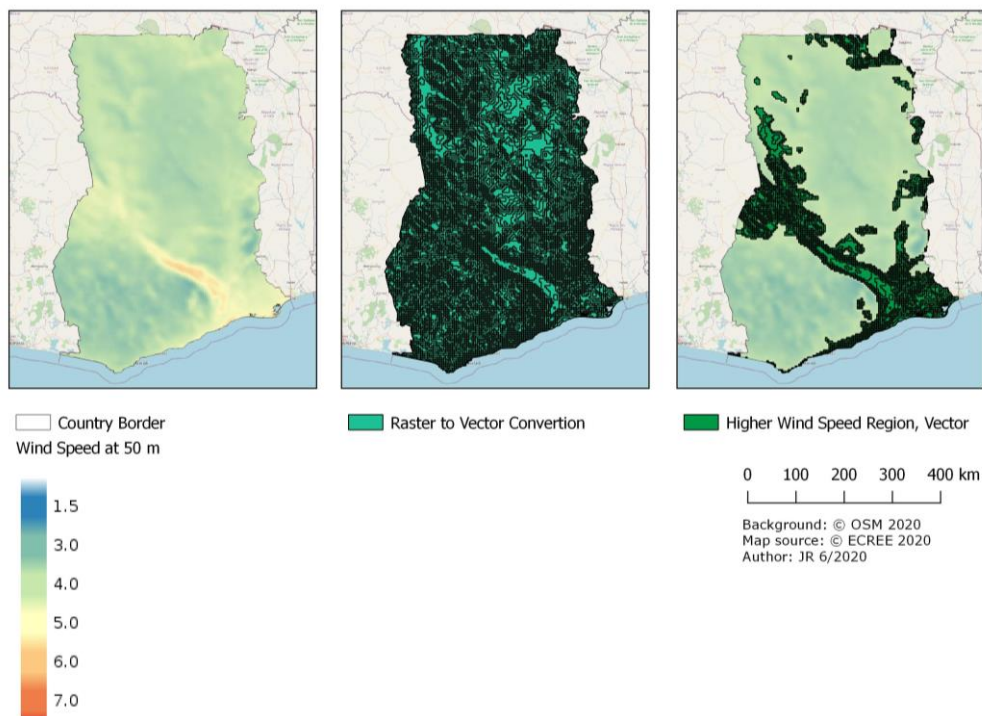 Country Border
Wind Speed at 50 m
1.5
3.0
4.0
5.0
6.0
7.0
Raster to Vector Convertion
Higher Wind Speed Region, Vector
0 100 200 300 400 km
Background: © OSM 2020
Map source: © ECREE 2020
Author: JR 6/2020